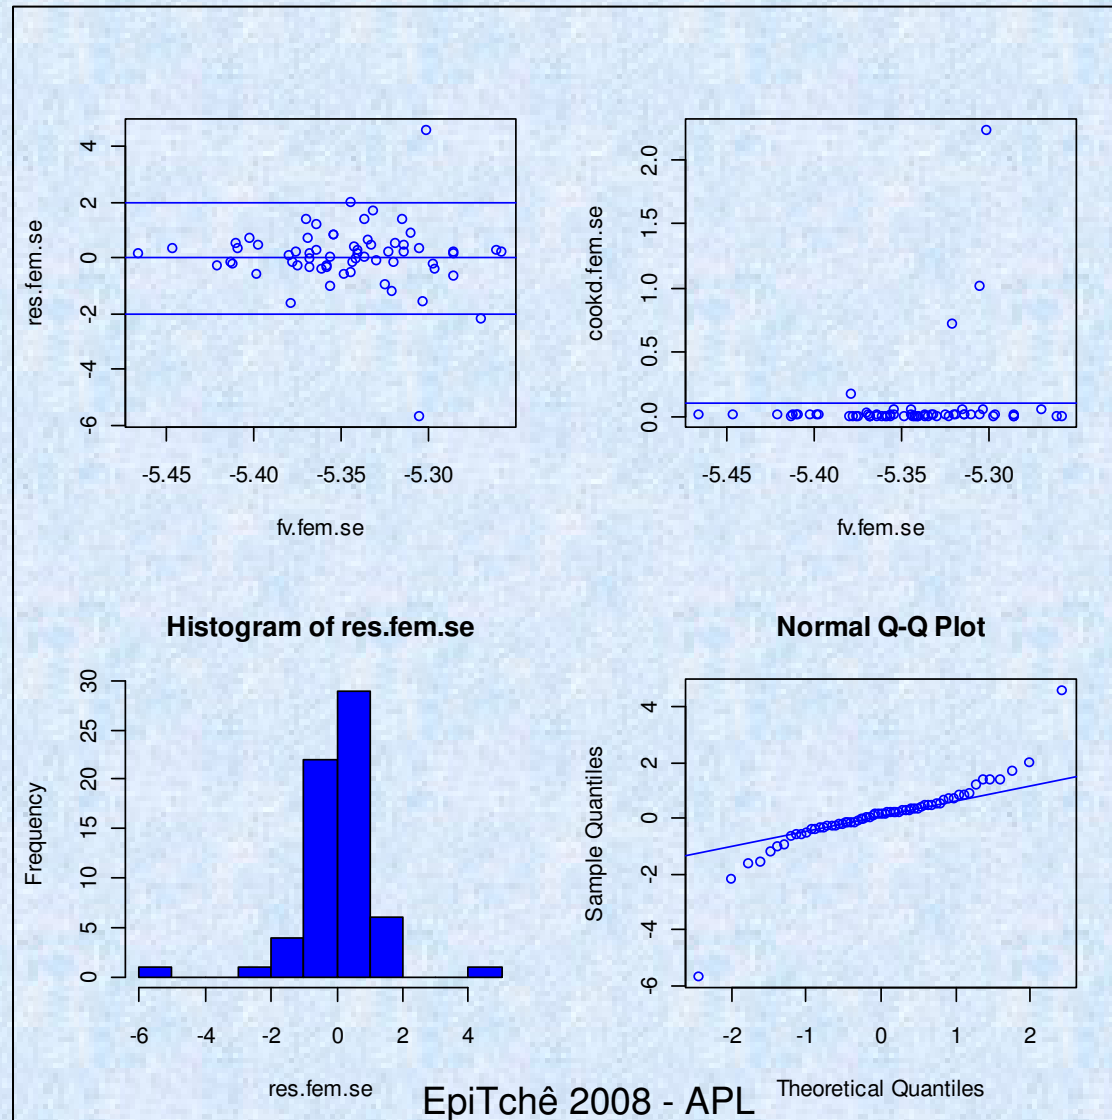 res.fem.se
4
2
0
-2
-4
-6
-5.45 -5.40 -5.35 -5.30
fv.fem.se
cookd.fem.se
2.0
1.5
1.0
0.5
0.0
-5.45 -5.40 -5.35 -5.30
fv.fem.se
Histogram of res.fem.se
Frequency
30
25
20
15
10
5
0
-6 -4 -2 0 2 4
res.fem.se
Normal Q-Q Plot
Sample Quantiles
4
2
0
-2
-4
-6
-2 -1 0 1 2
Theoretical Quantiles
EpiTchê 2008 - APL